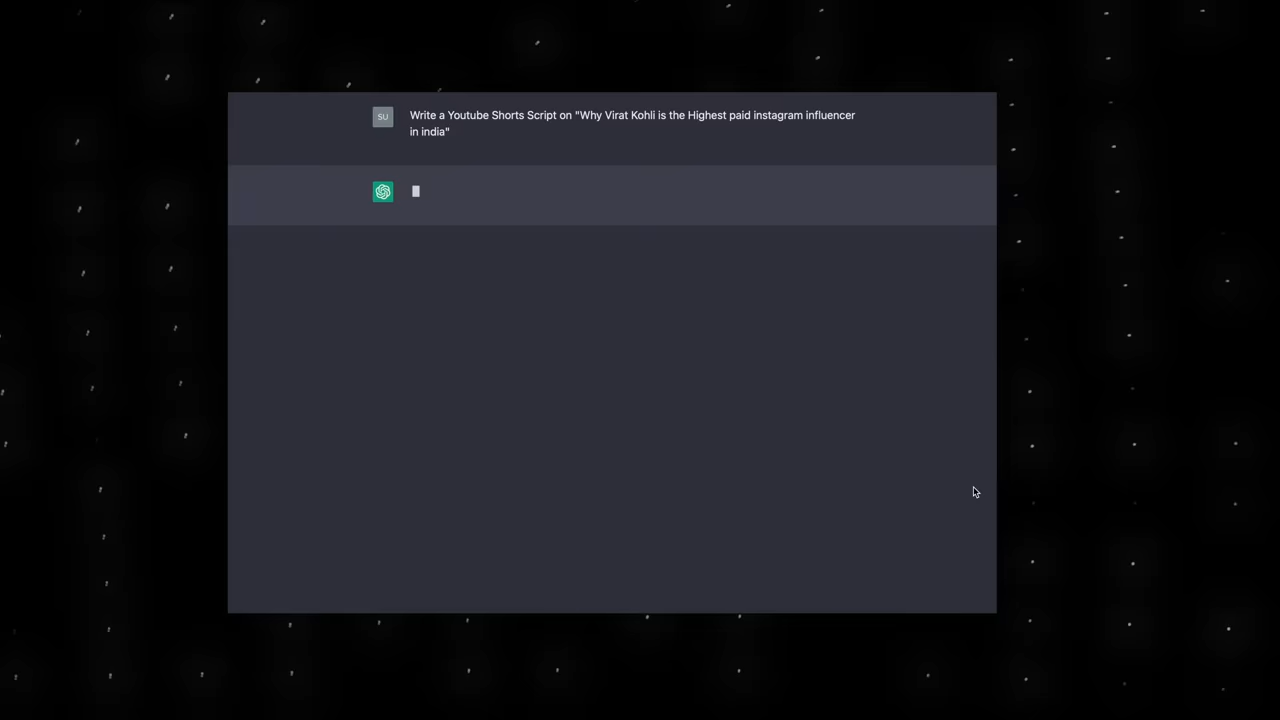 SU
Write a Youtube Shorts Script on "Why Virat Kohli is the Highest paid instagram influencer
in india"